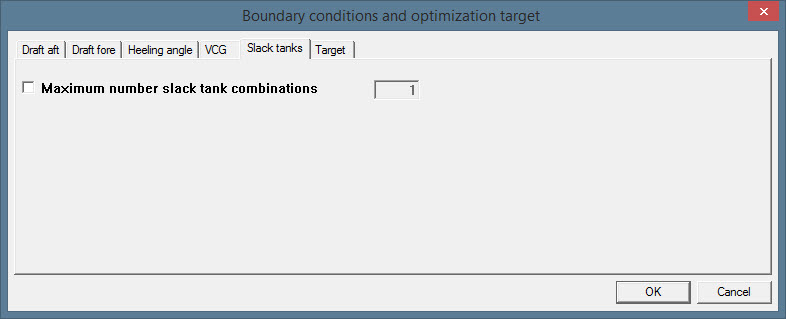 Boundary conditions and optimization target
Draft aft Draft fore Heeling angle VCG Slack tanks Target
Maximum number slack tank combinations 1
OK Cancel